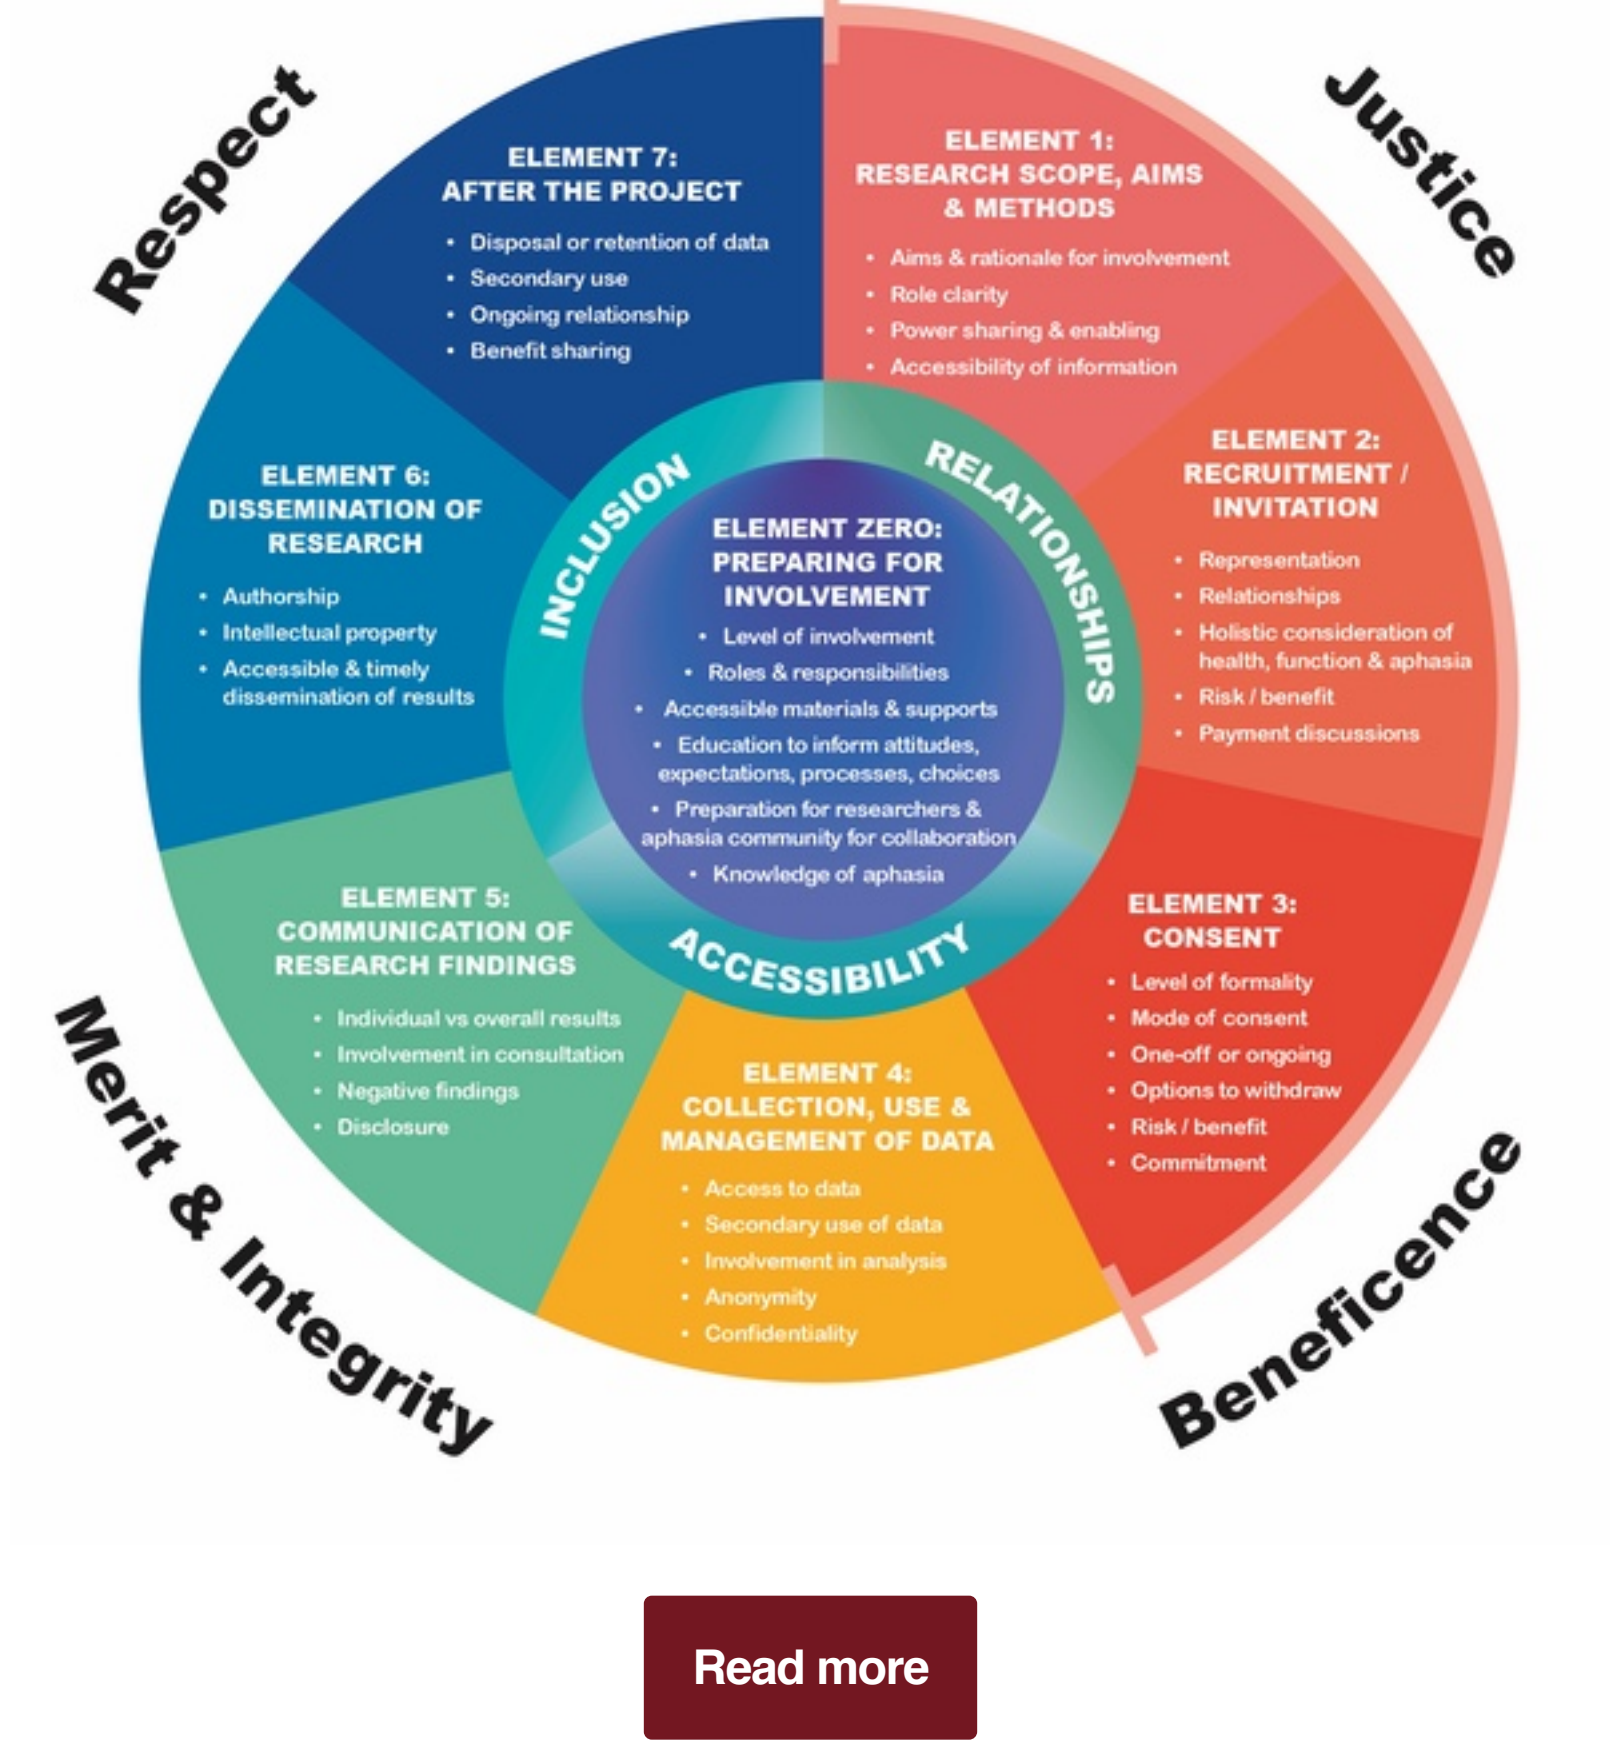 Respect
Justice
ELEMENT 7:
AFTER THE PROJECT
• Disposal or retention of data
• Secondary use
• Ongoing relationship
• Benefit sharing
ELEMENT 1:
RESEARCH SCOPE, AIMS
& METHODS
• Aims & rationale for involvement
• Role clarity
• Power sharing & enabling
• Accessibility of information
ELEMENT 2:
RECRUITMENT /
INVITATION
• Representation
• Relationships
• Holistic consideration of
health, function & aphasia
• Risk / benefit
• Payment discussions
ELEMENT 6:
DISSEMINATION OF
RESEARCH
• Authorship
• Intellectual property
• Accessible & timely
dissemination of results
INCLUSION
RELATIONSHIPS
ACCESSIBILITY
ELEMENT ZERO:
PREPARING FOR
INVOLVEMENT
• Level of involvement
• Roles & responsibilities
• Accessible materials & supports
• Education to inform attitudes,
expectations, processes, choices
• Preparation for researchers &
aphasia community for collaboration
• Knowledge of aphasia
ELEMENT 3:
CONSENT
• Level of formality
• Mode of consent
• One-off or ongoing
• Options to withdraw
• Risk / benefit
• Commitment
ELEMENT 5:
COMMUNICATION OF
RESEARCH FINDINGS
• Individual vs overall results
• Involvement in consultation
• Negative findings
• Disclosure
ELEMENT 4:
COLLECTION, USE &
MANAGEMENT OF DATA
• Access to data
• Secondary use of data
• Involvement in analysis
• Anonymity
• Confidentiality
Merit & Integrity
Beneficence
Read more